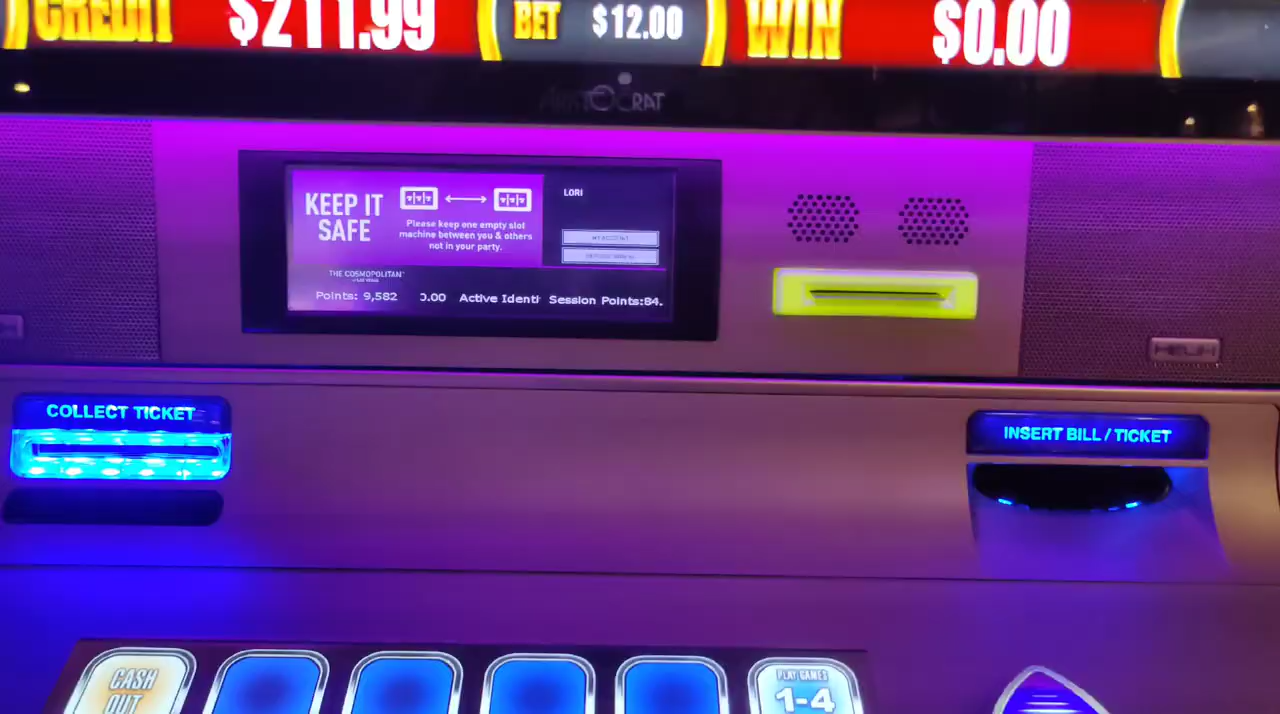 CREDIT $211.99 BET $12.00 WIN $0.00
ARISTOCRAT
KEEP IT
SAFE
Please keep one empty slot
machine between you & others
not in your party.
LORI
MY ACCOUNT
THE COSMOPOLITAN
Points: 9,582 0.00 Active Identi Session Points:84.
HELIX
COLLECT TICKET
INSERT BILL / TICKET
CASH
OUT
PLAY GAMES
1-4